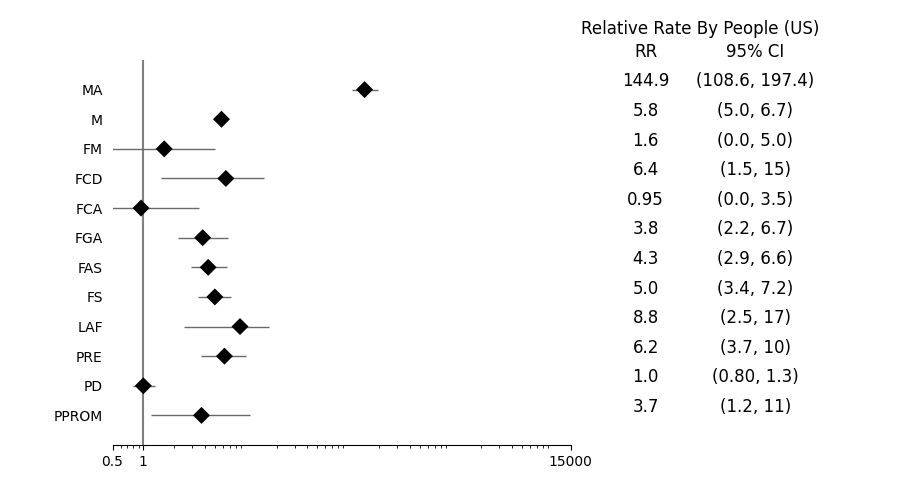 Relative Rate By People (US)
RR 95% CI
MA 144.9 (108.6, 197.4)
M 5.8 (5.0, 6.7)
FM 1.6 (0.0, 5.0)
FCD 6.4 (1.5, 15)
FCA 0.95 (0.0, 3.5)
FGA 3.8 (2.2, 6.7)
FAS 4.3 (2.9, 6.6)
FS 5.0 (3.4, 7.2)
LAF 8.8 (2.5, 17)
PRE 6.2 (3.7, 10)
PD 1.0 (0.80, 1.3)
PPROM 3.7 (1.2, 11)
0.5 1 15000